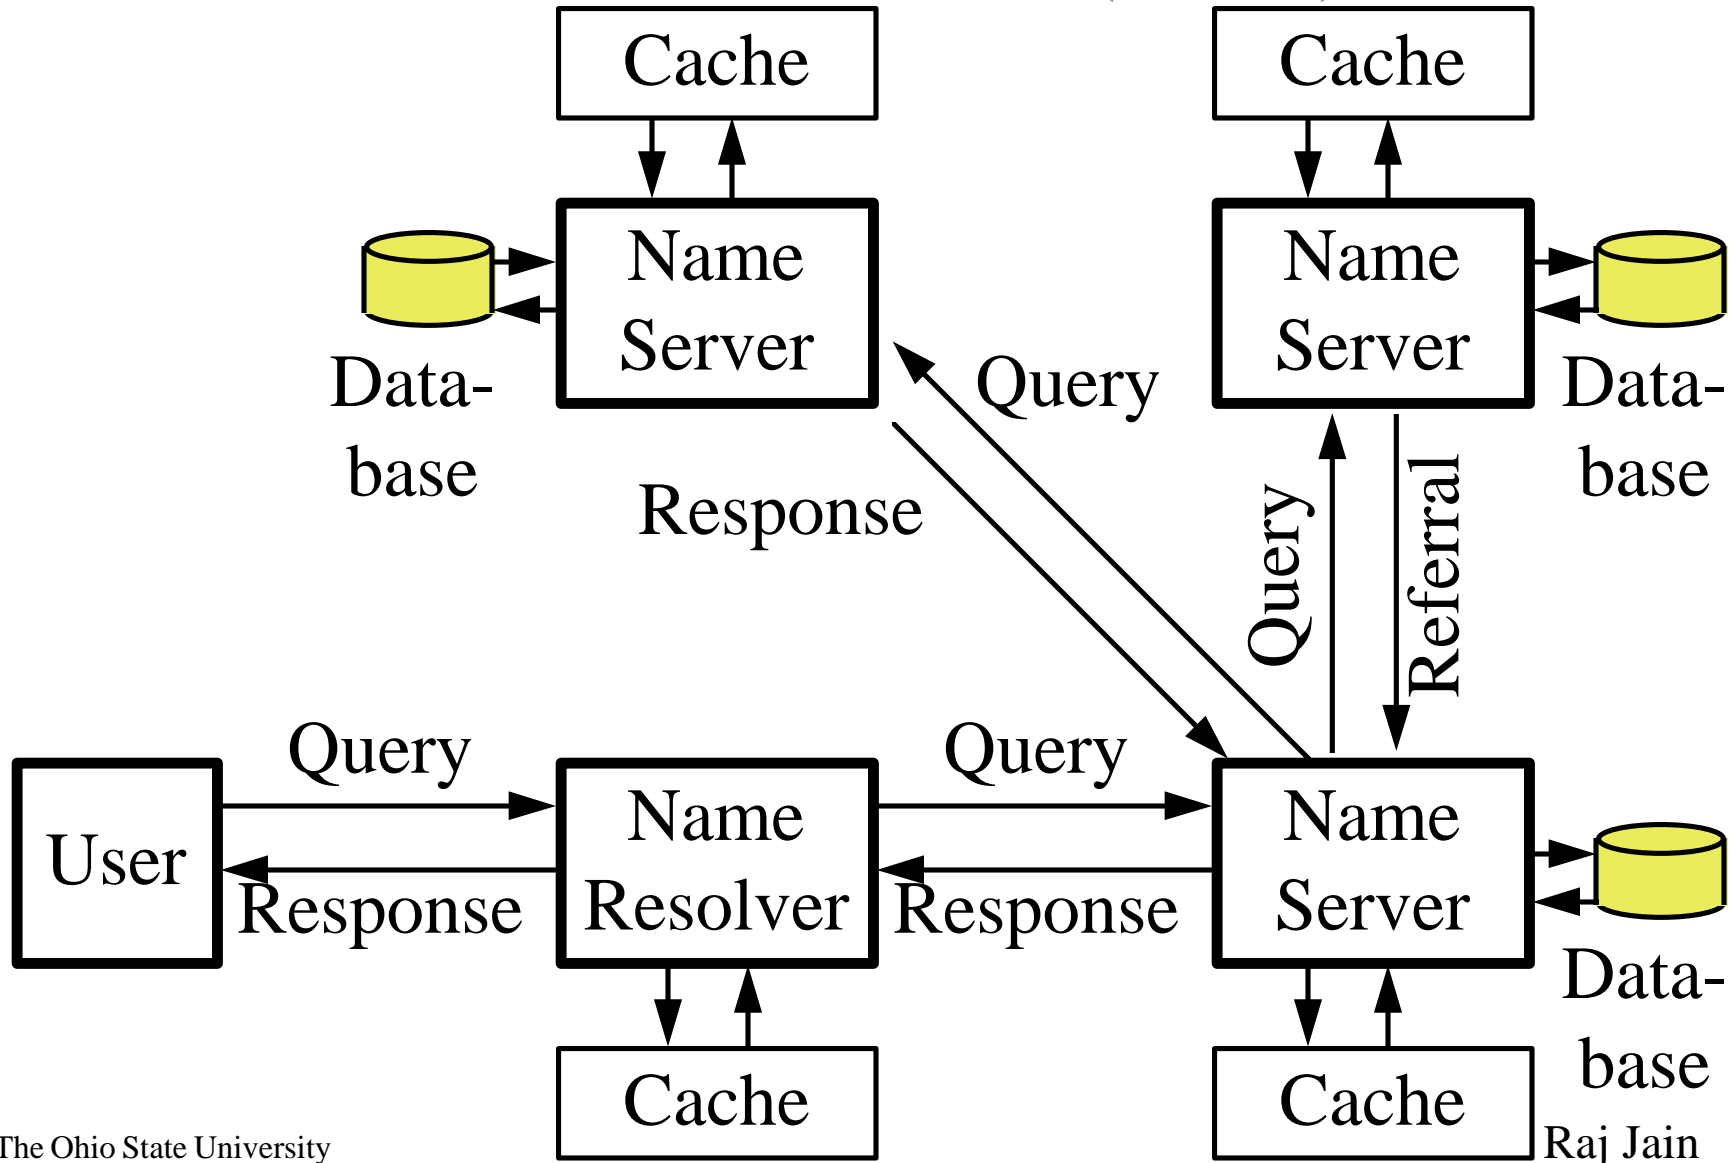 Cache
Cache
Name
Server
Name
Server
Data-
base
Data-
base
Query
Response
Query
Referral
Query
Query
User
Name
Resolver
Name
Server
Response
Response
Data-
base
Cache
Cache
The Ohio State University
Raj Jain